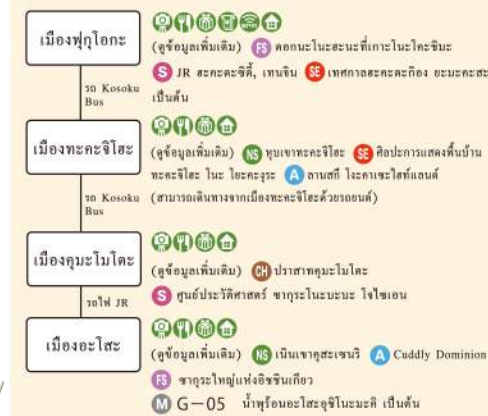 เมืองฟุกุโอกะ
(ดูข้อมูลเพิ่มเติม) FS ดอกนะโนะฮะนะที่เกาะโนะโคะชิมะ
S JR ฮะคะตะซิตี้, เทนจิน SE เทศกาลฮะคะตะกิอง ยะมะคะสะ
เป็นต้น
รถ Kosoku
Bus
เมืองทะคะจิโฮะ
(ดูข้อมูลเพิ่มเติม) NS หุบเขาทะคะจิโฮะ SE ศิลปะการแสดงพื้นบ้าน
ทะคะจิโฮะ โนะ โยะคะงุระ A ลานสกี โงะคาเซะไฮท์แลนด์
(สามารถเดินทางจากเมืองทะคะจิโฮะด้วยรถยนต์)
รถ Kosoku
Bus
เมืองคุมะโมโตะ
(ดูข้อมูลเพิ่มเติม) CH ปราสาทคุมะโมโตะ
S ศูนย์ประวัติศาสตร์ ซากุระโนะบะบะ โจไซเอน
รถไฟ JR
เมืองอะโสะ
(ดูข้อมูลเพิ่มเติม) NS เนินเขาคุสะเซนริ A Cuddly Dominion
FS ซากุระใหญ่แห่งอิชชินเกียว
M G-05 น้ำพุร้อนอะโสะอุชิโนะมะคิ เป็นต้น